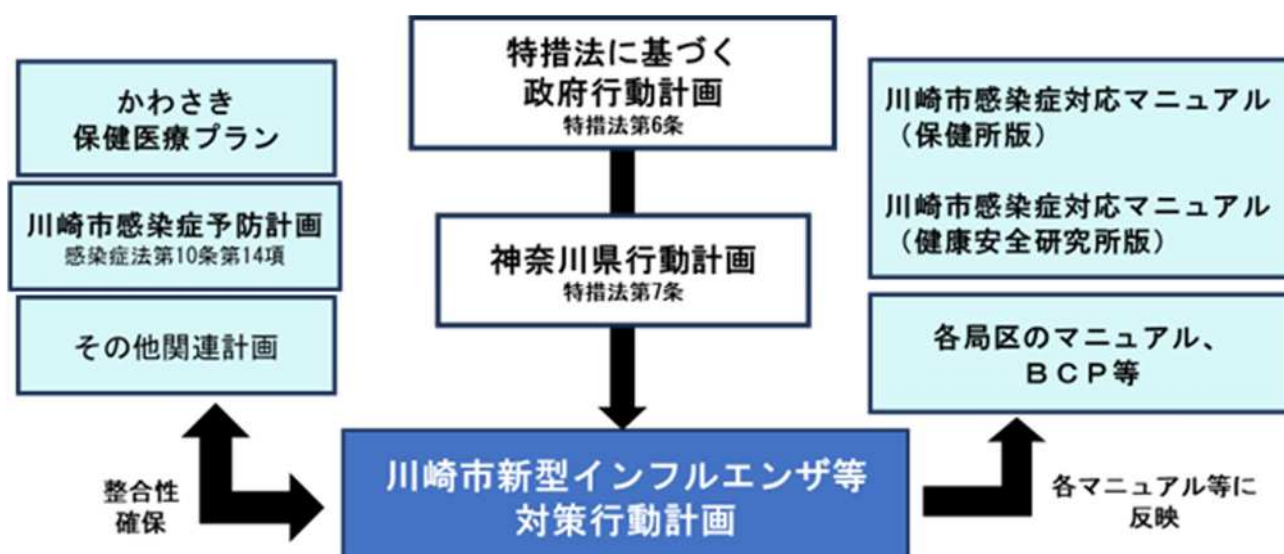 かわさき
保健医療プラン
川崎市感染症予防計画
感染症法第10条第14項
その他関連計画
整合性
確保
特措法に基づく
政府行動計画
特措法第6条
神奈川県行動計画
特措法第7条
川崎市新型インフルエンザ等
対策行動計画
川崎市感染症対応マニュアル
（保健所版）
川崎市感染症対応マニュアル
（健康安全研究所版）
各局区のマニュアル、
ＢＣＰ等
各マニュアル等に
反映